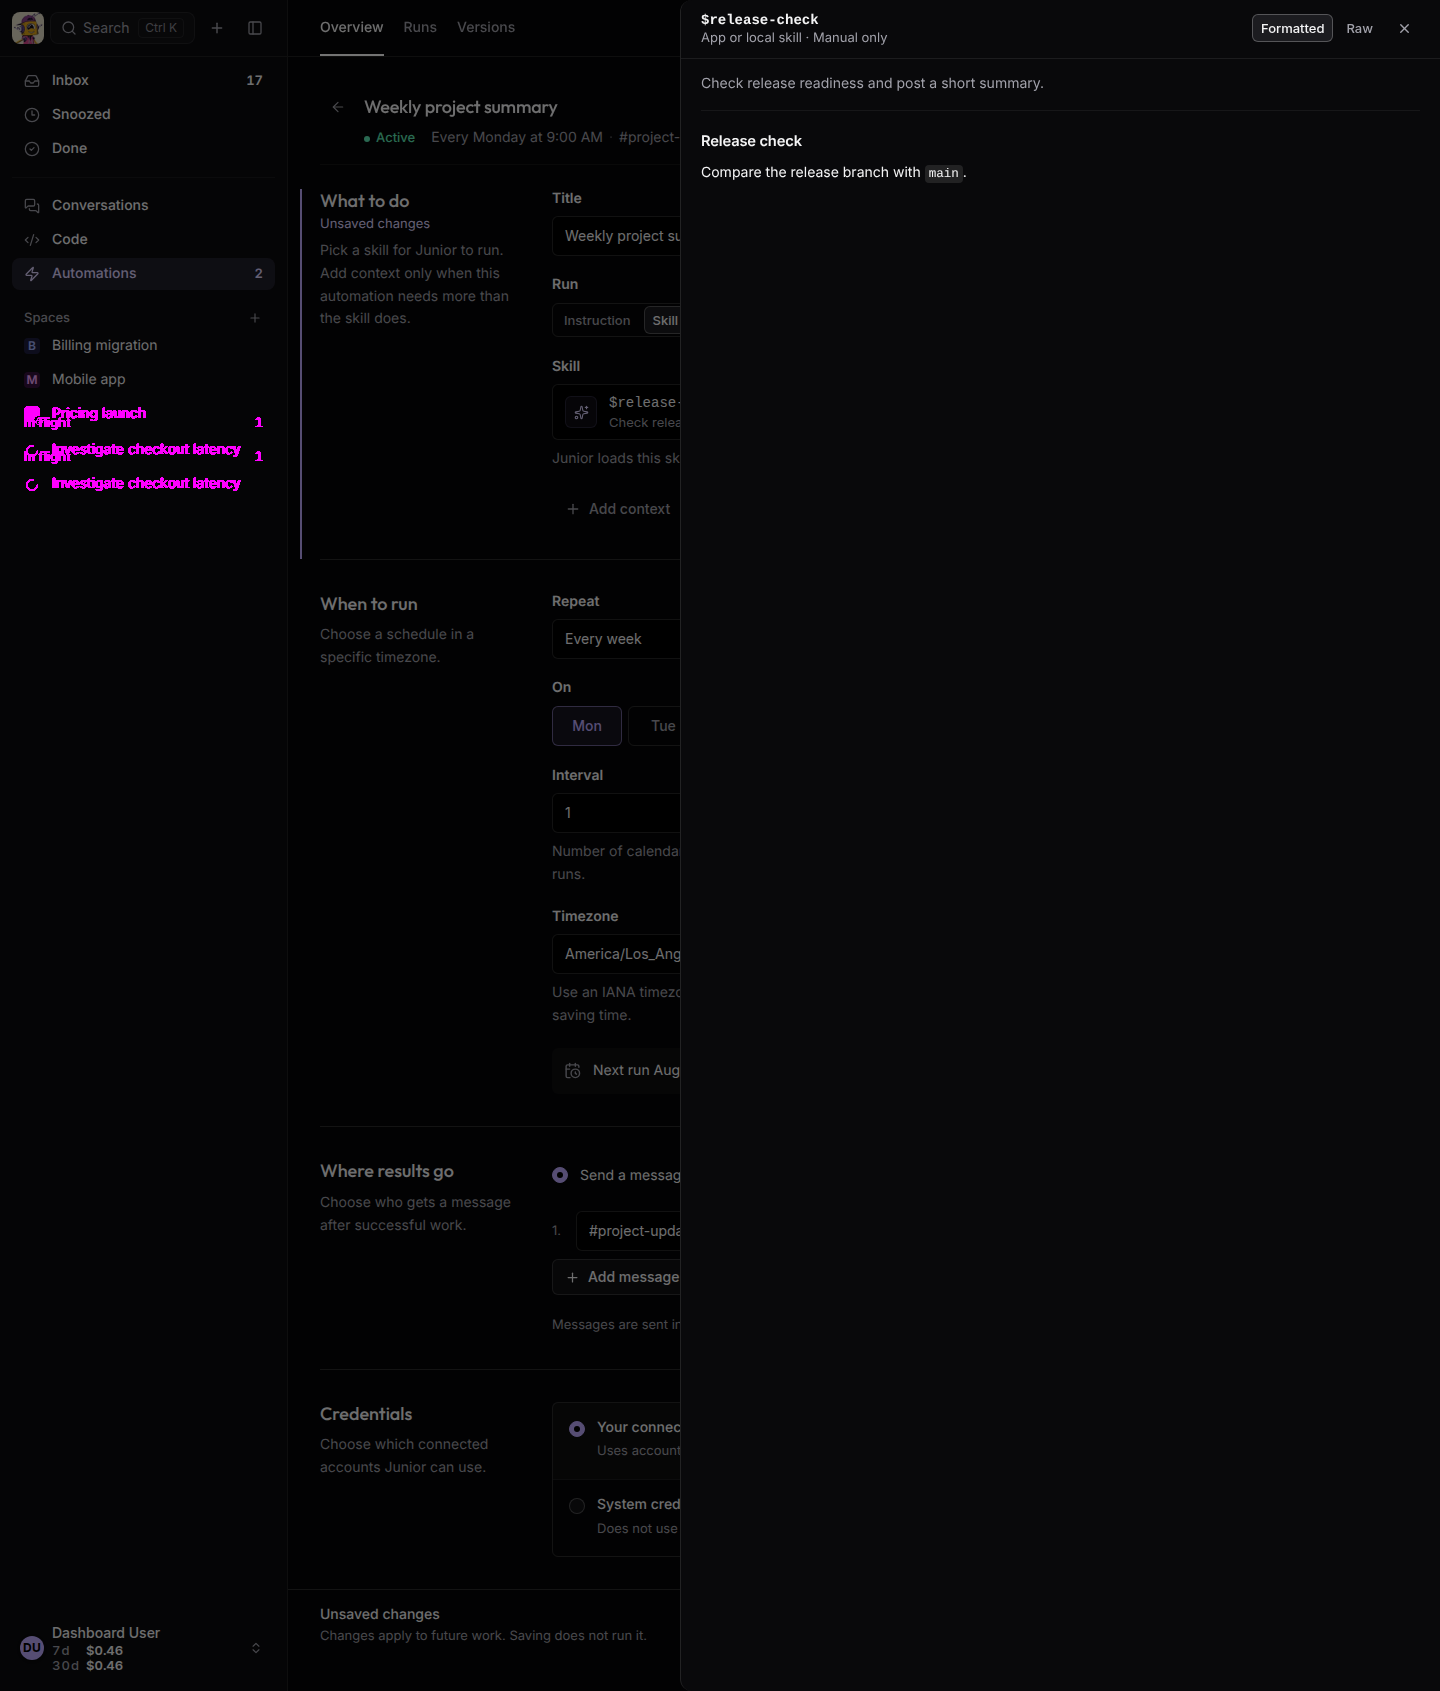 Search Ctrl K
Inbox 17
Snoozed
Done
Conversations
Code
Automations 2
Spaces
B Billing migration
M Mobile app
Pricing launch
In flight 1
Investigate checkout latency
In flight 1
Investigate checkout latency
DU Dashboard User
7d $0.46
30d $0.46
Overview Runs Versions
Weekly project summary
Active Every Monday at 9:00 AM · #project-
What to do
Unsaved changes
Pick a skill for Junior to run.
Add context only when this
automation needs more than
the skill does.
Title
Weekly project su
Run
Instruction Skill
Skill
$release-
Check relea
Junior loads this sk
Add context
When to run
Choose a schedule in a
specific timezone.
Repeat
Every week
On
Mon Tue
Interval
1
Number of calenda
runs.
Timezone
America/Los_Ang
Use an IANA timezo
saving time.
Next run Aug
Where results go
Choose who gets a message
after successful work.
Send a messag
1. #project-upda
Add message
Messages are sent in
Credentials
Choose which connected
accounts Junior can use.
Your connec
Uses account
System cred
Does not use
Unsaved changes
Changes apply to future work. Saving does not run it.
$release-check
App or local skill · Manual only
Formatted Raw
Check release readiness and post a short summary.
Release check
Compare the release branch with main.